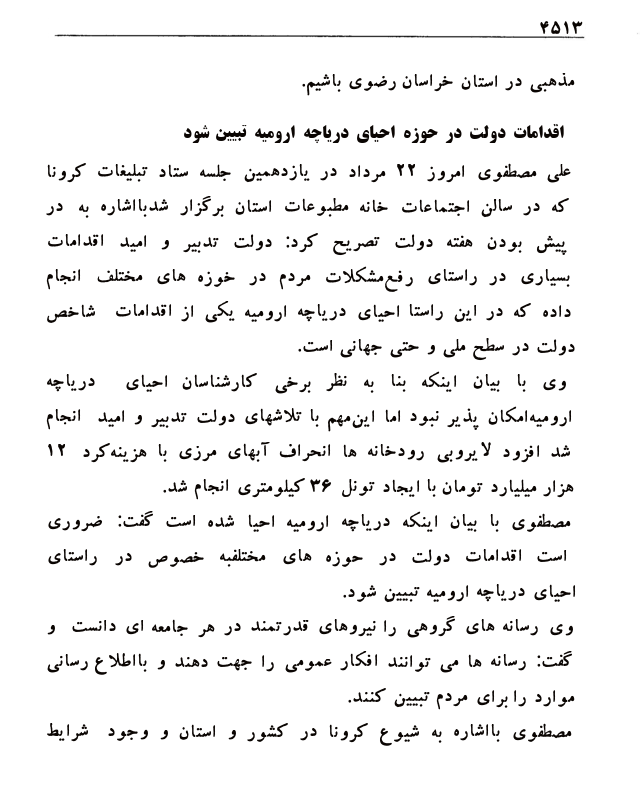 ۴۵۱۳
مذهبی در استان خراسان رضوی باشیم.
اقدامات دولت در حوزه احیای دریاچه ارومیه تبیین شود
علی مصطفوی امروز ۲۲ مرداد در یازدهمین جلسه ستاد تبلیغات کرونا
که در سالن اجتماعات خانه مطبوعات استان برگزار شدبااشاره به در
پیش بودن هفته دولت تصریح کرد: دولت تدبیر و امید اقدامات
بسیاری در راستای رفع‌مشکلات مردم در حوزه های مختلف انجام
داده که در این راستا احیای دریاچه ارومیه یکی از اقدامات شاخص
دولت در سطح ملی و حتی جهانی است.
وی با بیان اینکه بنا به نظر برخی کارشناسان احیای دریاچه
ارومیه‌امکان پذیر نبود اما این‌مهم با تلاشهای دولت تدبیر و امید انجام
شد افزود لایروبی رودخانه ها انحراف آبهای مرزی با هزینه‌کرد ۱۲
هزار میلیارد تومان با ایجاد تونل ۳۶ کیلومتری انجام شد.
مصطفوی با بیان اینکه دریاچه ارومیه احیا شده است گفت: ضروری
است اقدامات دولت در حوزه های مختلفبه خصوص در راستای
احیای دریاچه ارومیه تبیین شود.
وی رسانه های گروهی را نیروهای قدرتمند در هر جامعه ای دانست و
گفت: رسانه ها می توانند افکار عمومی را جهت دهند و بااطلاع رسانی
موارد را برای مردم تبیین کنند.
مصطفوی بااشاره به شیوع کرونا در کشور و استان و وجود شرایط